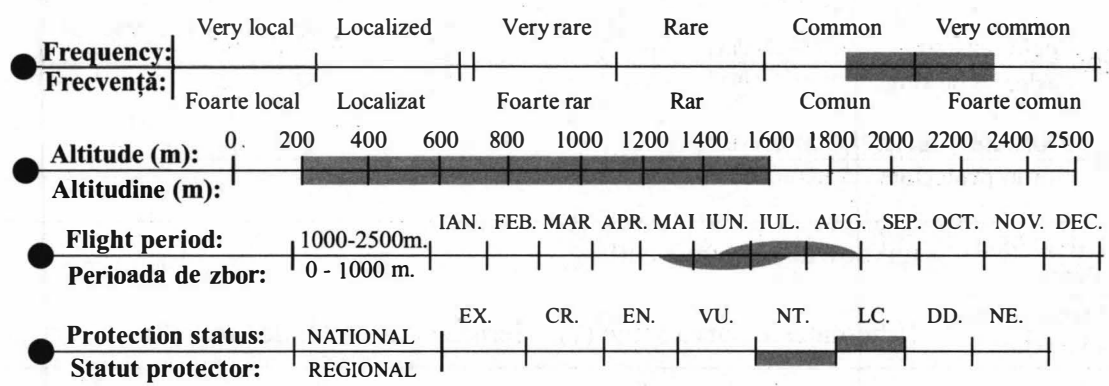 Very local Localized Very rare Rare Common Very common
Frequency:
Frecvență:
Foarte local Localizat Foarte rar Rar Comun Foarte comun
0 200 400 600 800 1000 1200 1400 1600 1800 2000 2200 2400 2500
Altitude (m):
Altitudine (m):
IAN. FEB. MAR APR. MAI IUN. IUL. AUG. SEP. OCT. NOV. DEC.
Flight period: 1000-2500m.
Perioada de zbor: 0 - 1000 m.
EX. CR. EN. VU. NT. LC. DD. NE.
Protection status: NATIONAL
Statut protector: REGIONAL